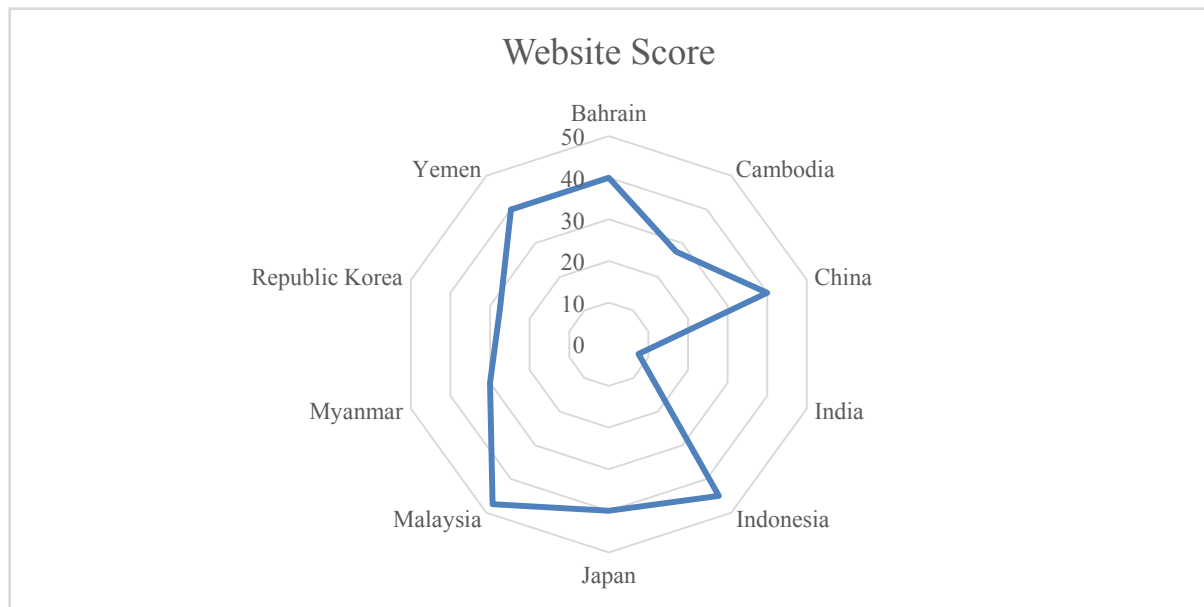 Website Score
Bahrain
50
Yemen
Cambodia
40
30
Republic Korea
China
20
10
0
Myanmar
India
Malaysia
Indonesia
Japan